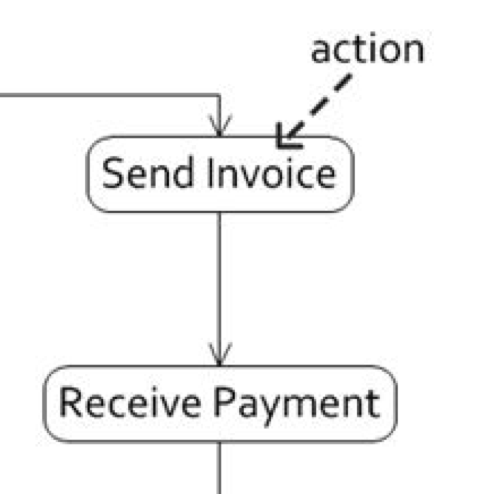 action
Send Invoice
Receive Payment